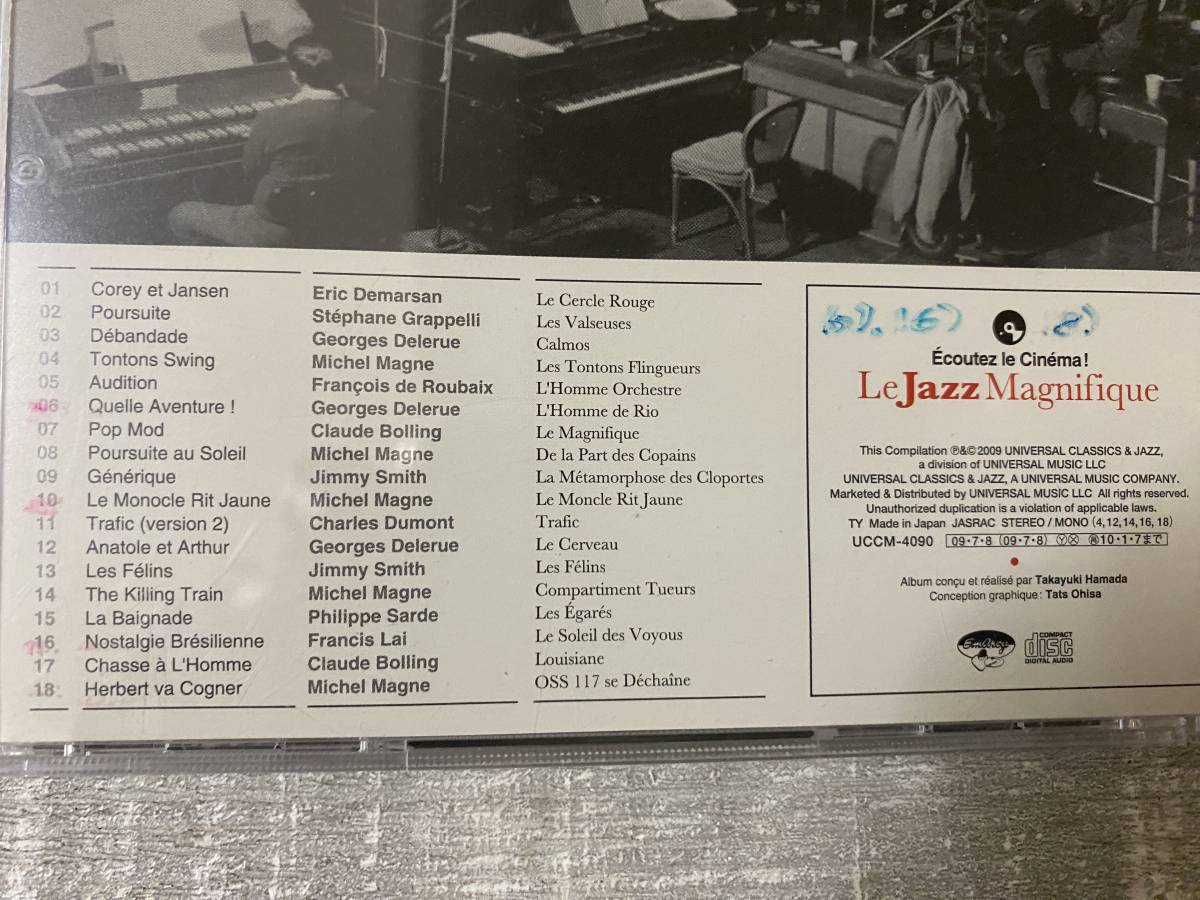 01 Corey et Jansen Eric Demarsan Le Cercle Rouge
02 Poursuite Stéphane Grappelli Les Valseuses
03 Débandade Georges Delerue Calmos
04 Tontons Swing Michel Magne Les Tontons Flingueurs
05 Audition François de Roubaix L'Homme Orchestre
06 Quelle Aventure ! Georges Delerue L'Homme de Rio
07 Pop Mod Claude Bolling Le Magnifique
08 Poursuite au Soleil Michel Magne De la Part des Copains
09 Générique Jimmy Smith La Métamorphose des Cloportes
10 Le Monocle Rit Jaune Michel Magne Le Moncle Rit Jaune
11 Trafic (version 2) Charles Dumont Trafic
12 Anatole et Arthur Georges Delerue Le Cerveau
13 Les Félins Jimmy Smith Les Félins
14 The Killing Train Michel Magne Compartiment Tueurs
15 La Baignade Philippe Sarde Les Égarés
16 Nostalgie Brésilienne Francis Lai Le Soleil des Voyous
17 Chasse à L'Homme Claude Bolling Louisiane
18 Herbert va Cogner Michel Magne OSS 117 se Déchaîne
Écoutez le Cinéma !
Le Jazz Magnifique
This Compilation ℗&©2009 UNIVERSAL CLASSICS & JAZZ,
a division of UNIVERSAL MUSIC LLC
UNIVERSAL CLASSICS & JAZZ, A UNIVERSAL MUSIC COMPANY.
Marketed & Distributed by UNIVERSAL MUSIC LLC All rights reserved.
Unauthorized duplication is a violation of applicable laws.
TY Made in Japan JASRAC STEREO / MONO (4,12,14,16,18)
UCCM-4090 09・7・8 (09・7・8) Ⓨ Ⓧ 10・1・7まで
Album conçu et réalisé par Takayuki Hamada
Conception graphique : Tats Ohisa
EmArcy COMPACT disc DIGITAL AUDIO